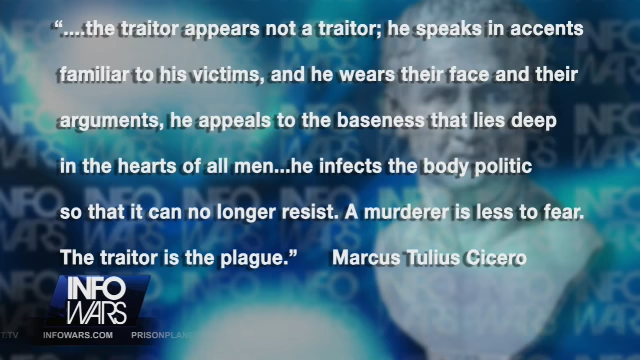 “....the traitor appears not a traitor; he speaks in accents
familiar to his victims, and he wears their face and their
arguments, he appeals to the baseness that lies deep
in the hearts of all men...he infects the body politic
so that it can no longer resist. A murderer is less to fear.
The traitor is the plague.” Marcus Tulius Cicero
INFO
WARS
T.TV INFOWARS.COM PRISONPLANE